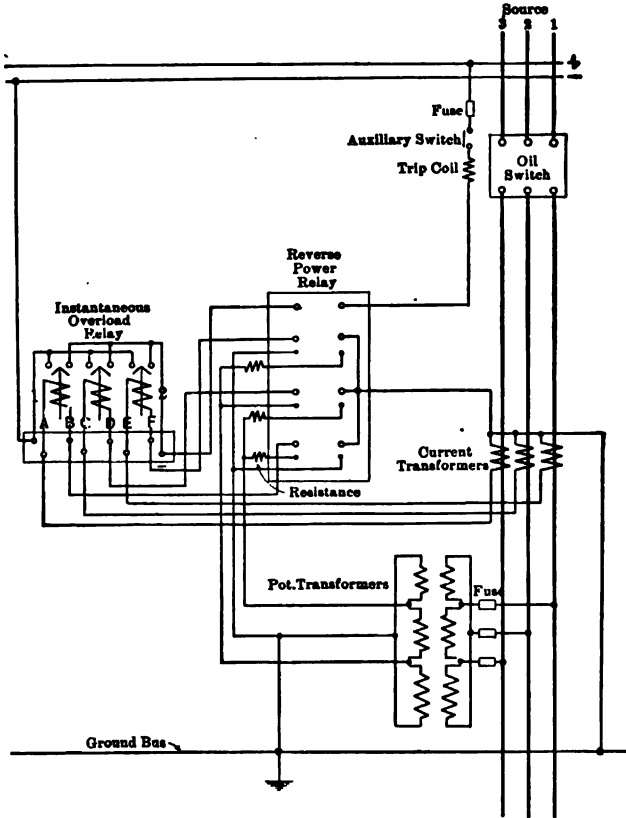 Source
3 2 1
+
−
Fuse
Auxiliary Switch
Trip Coil
Oil
Switch
Reverse
Power
Relay
Instantaneous
Overload
Relay
A B C D E F
Current
Transformers
Resistance
Pot.Transformers
Fuse
Ground Bus